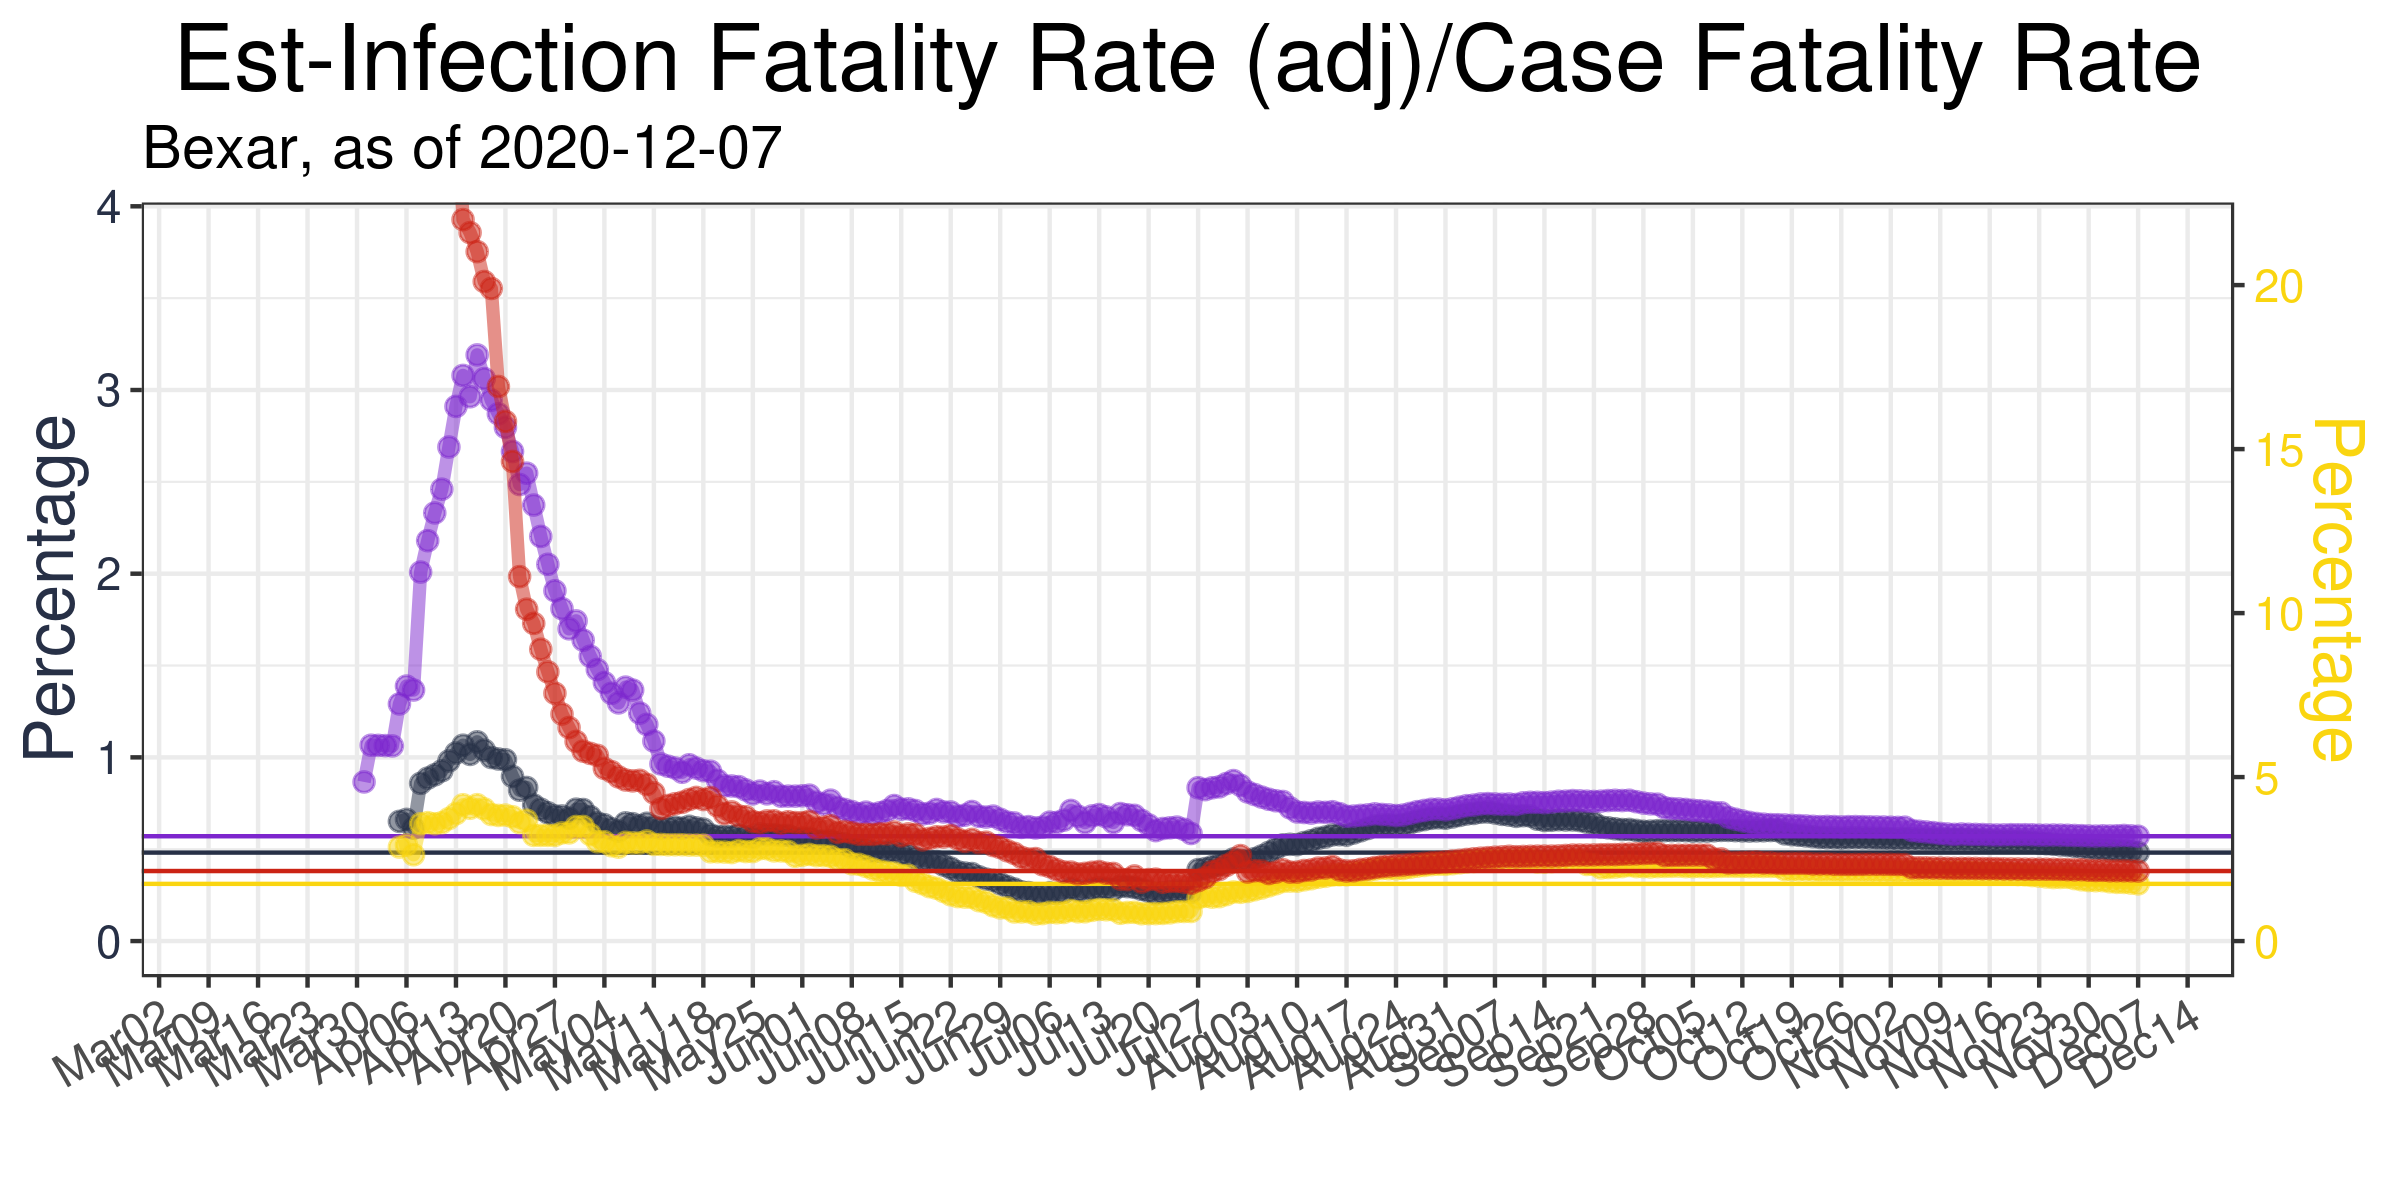 Est-Infection Fatality Rate (adj)/Case Fatality Rate
Bexar, as of 2020-12-07
Percentage
4
3
2
1
0
20
15
10
5
0
Percentage
Mar02
Mar09
Mar16
Mar23
Mar30
Apr06
Apr13
Apr20
Apr27
May04
May11
May18
May25
Jun01
Jun08
Jun15
Jun22
Jun29
Jul06
Jul13
Jul20
Jul27
Aug03
Aug10
Aug17
Aug24
Aug31
Sep07
Sep14
Sep21
Sep28
Oct05
Oct12
Oct19
Oct26
Nov02
Nov09
Nov16
Nov23
Nov30
Dec07
Dec14